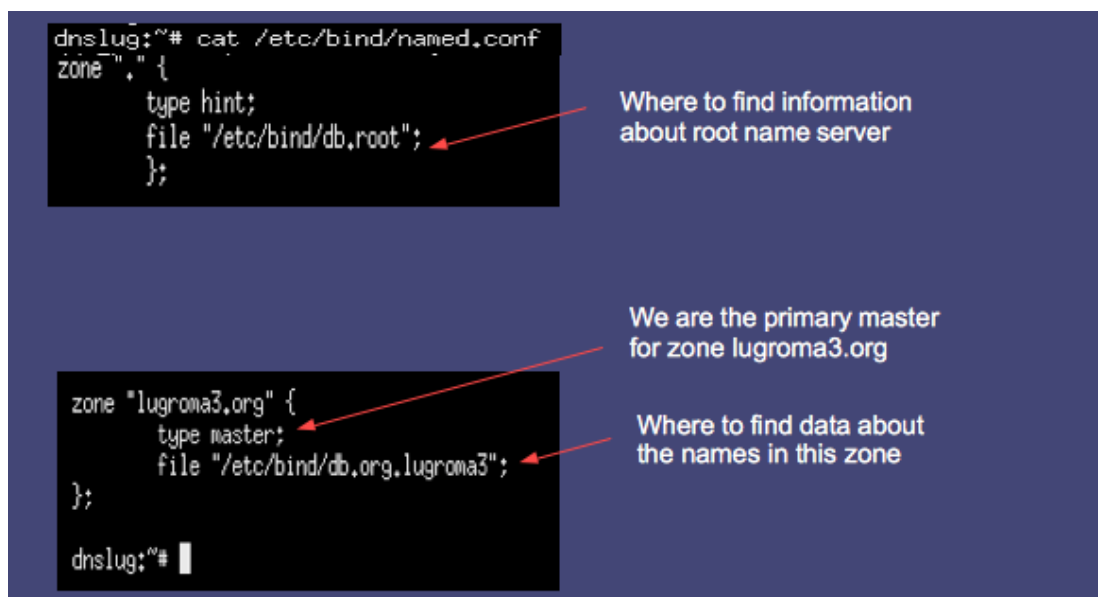 dnslug:~# cat /etc/bind/named.conf
zone "." {
type hint;
file "/etc/bind/db.root";
};
Where to find information
about root name server
We are the primary master
for zone lugroma3.org
zone "lugroma3.org" {
type master;
file "/etc/bind/db.org.lugroma3";
};
Where to find data about
the names in this zone
dnslug:~#